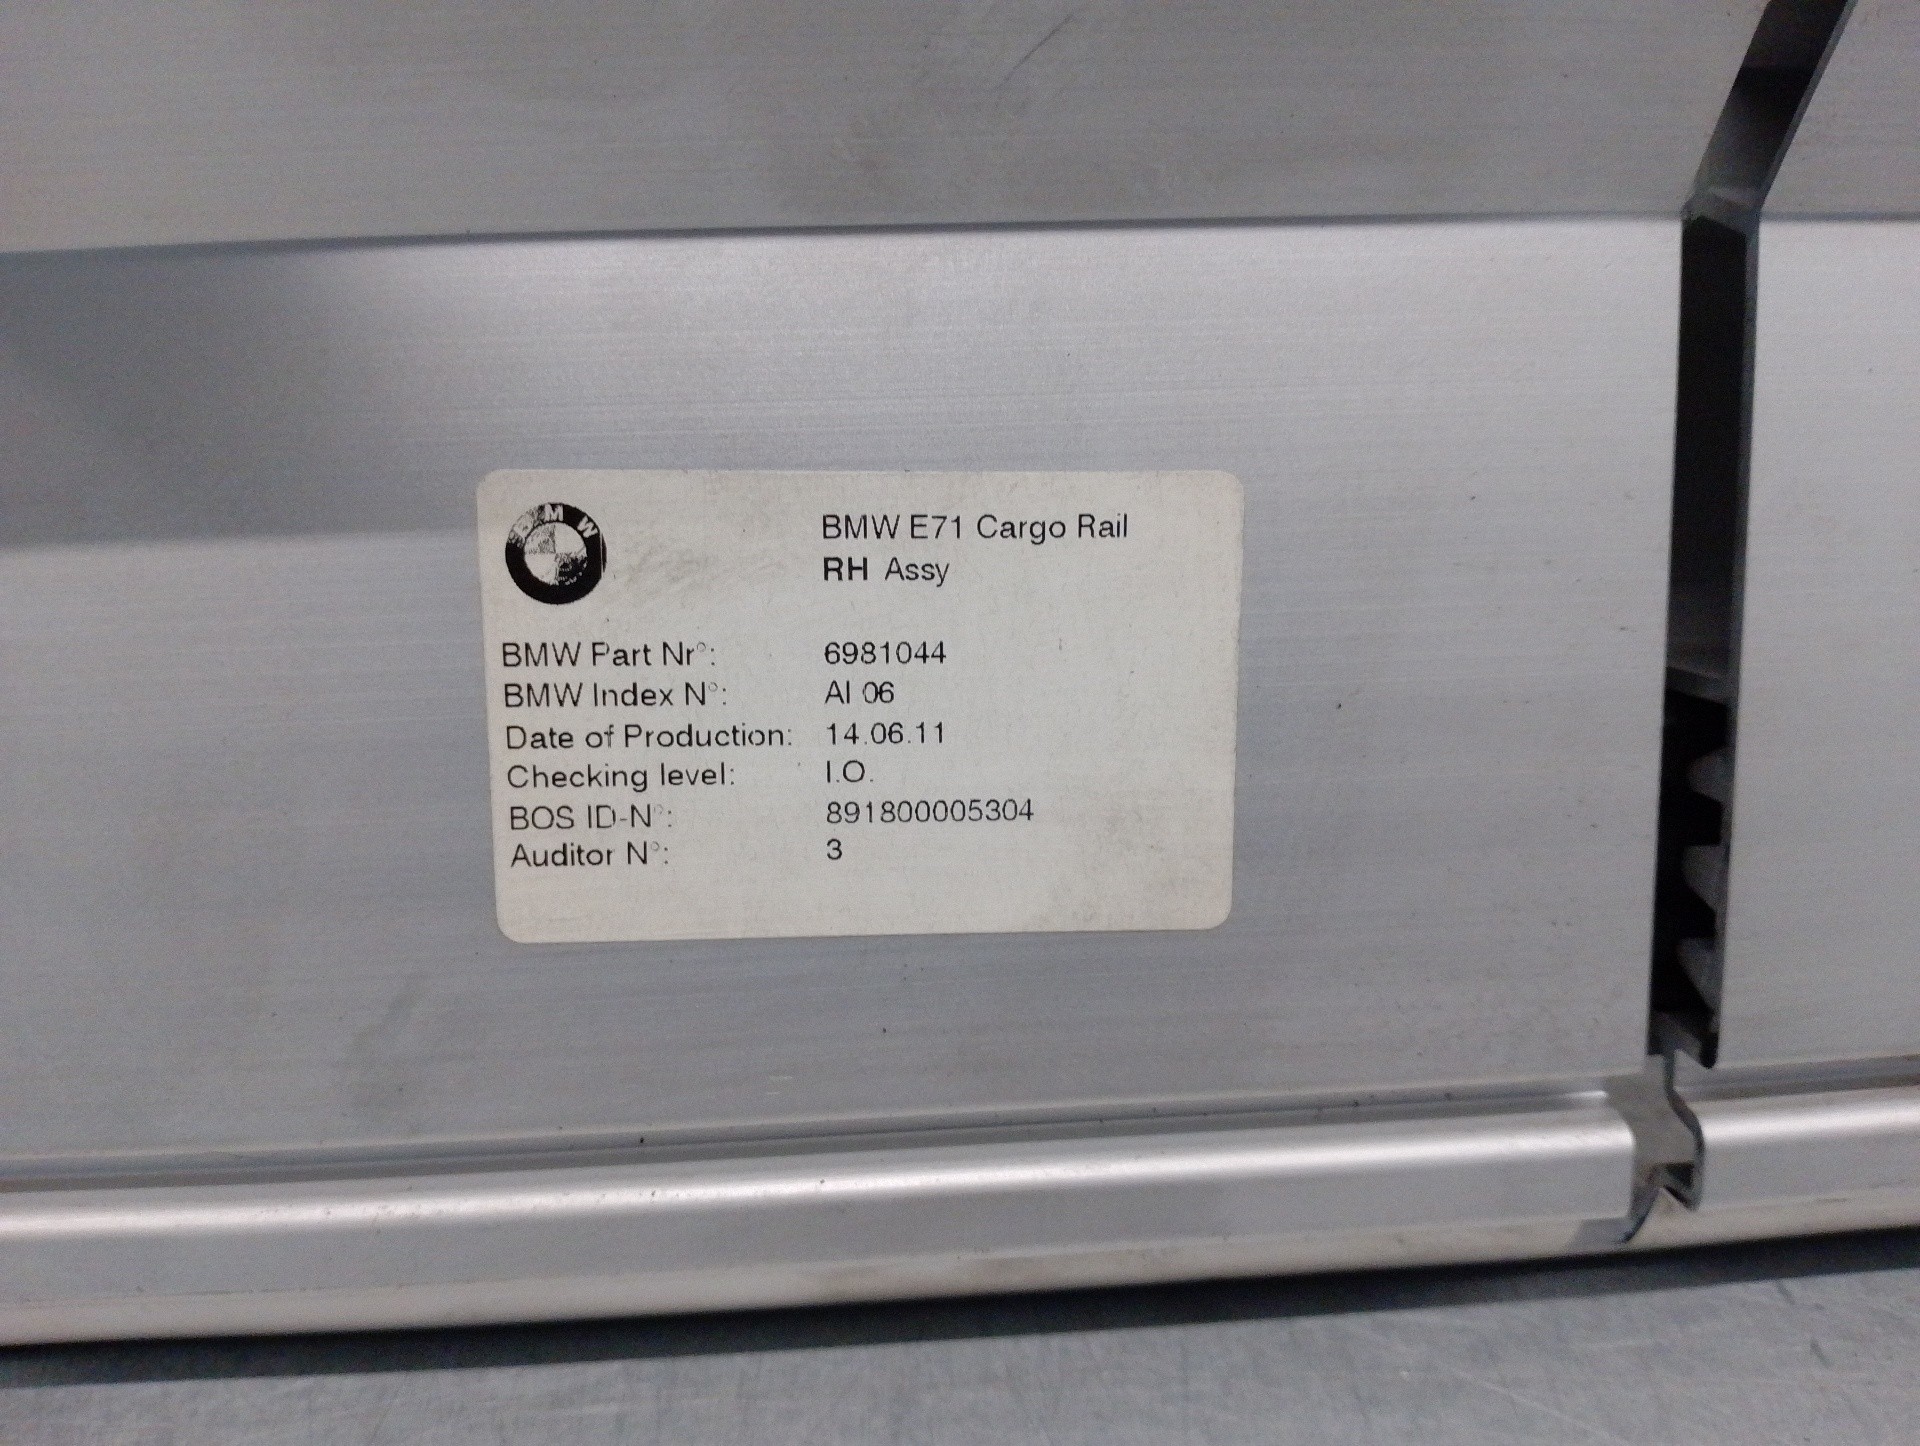 BMW
BMW E71 Cargo Rail
RH Assy
BMW Part Nr°: 6981044
BMW Index N°: AI 06
Date of Production: 14.06.11
Checking level: I.O.
BOS ID-N°: 891800005304
Auditor N°: 3